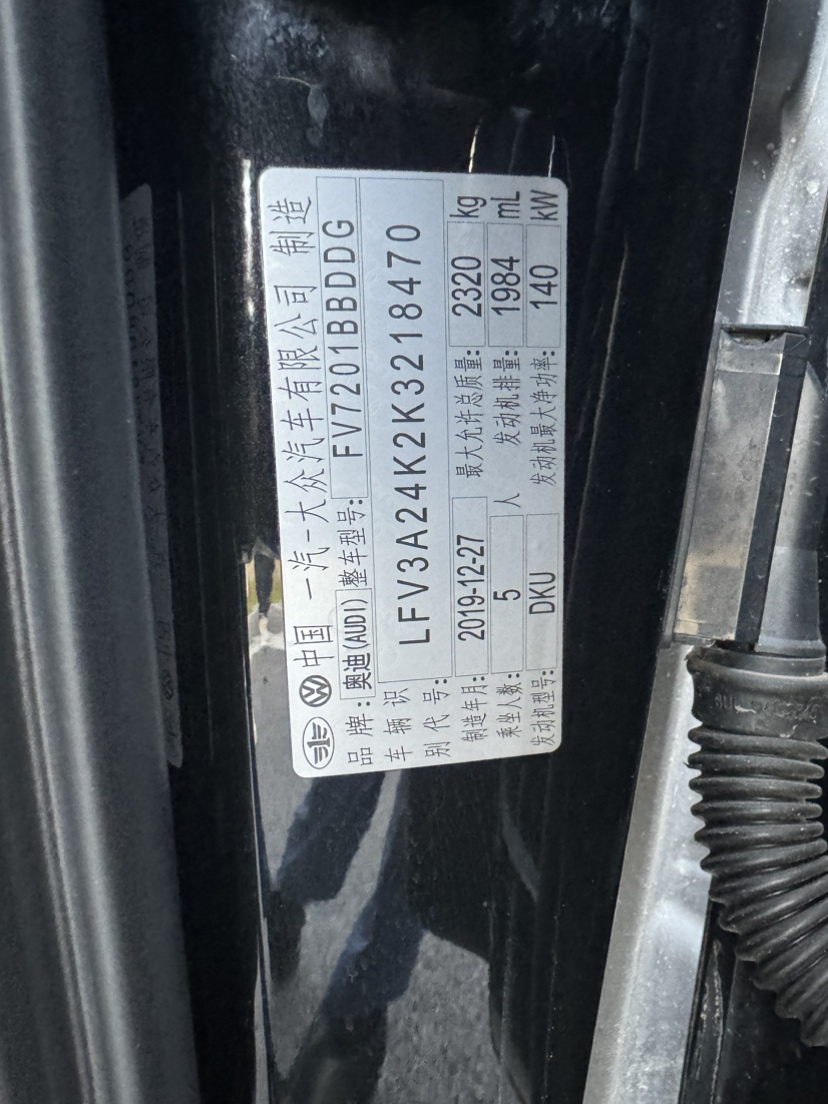 中国 一汽-大众汽车有限公司 制造
品牌: 奥迪(AUDI) 整车型号: FV7201BBDDG
车辆识别代号: LFV3A24K2K3218470
制造年月: 2019-12-27 最大允许总质量: 2320 kg
乘坐人数: 5 人 发动机排量: 1984 mL
发动机型号: DKU 发动机最大净功率: 140 kW